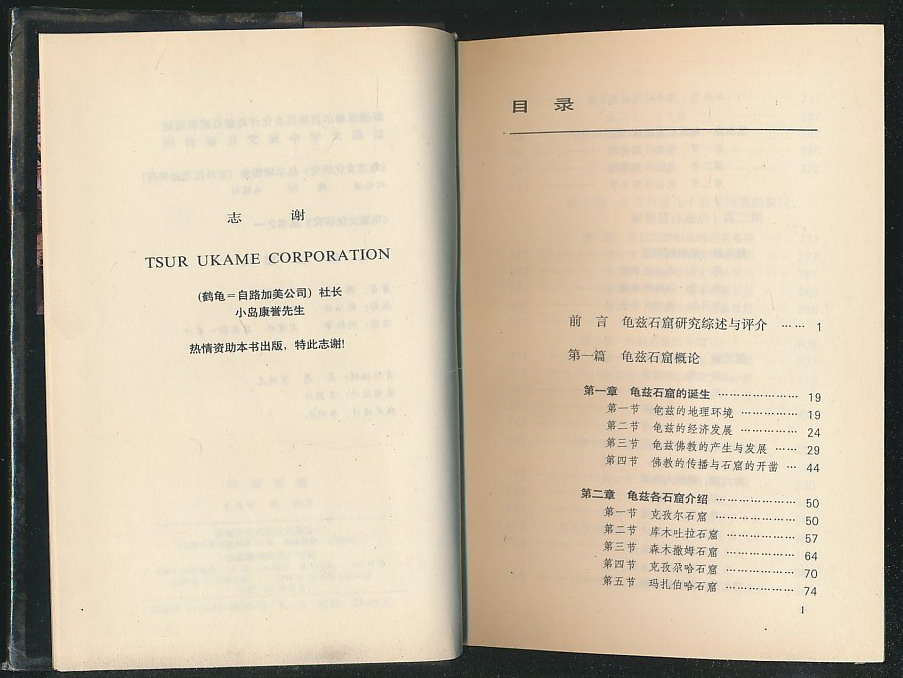 志 谢
TSUR UKAME CORPORATION
(鹤龟=自路加美公司) 社长
小岛康誉先生
热情资助本书出版，特此志谢!
目 录
前 言 龟兹石窟研究综述与评介 …… 1
第一篇 龟兹石窟概论
第一章 龟兹石窟的诞生 ………………… 19
第一节 龟兹的地理环境 ……………… 19
第二节 龟兹的经济发展 …………… 24
第三节 龟兹佛教的产生与发展 …… 29
第四节 佛教的传播与石窟的开凿 … 44
第二章 龟兹各石窟介绍 ………………… 50
第一节 克孜尔石窟 ………………… 50
第二节 库木吐拉石窟 ……………… 57
第三节 森木撒姆石窟 ……………… 64
第四节 克孜尕哈石窟 ……………… 70
第五节 玛扎伯哈石窟 ……………… 74
1